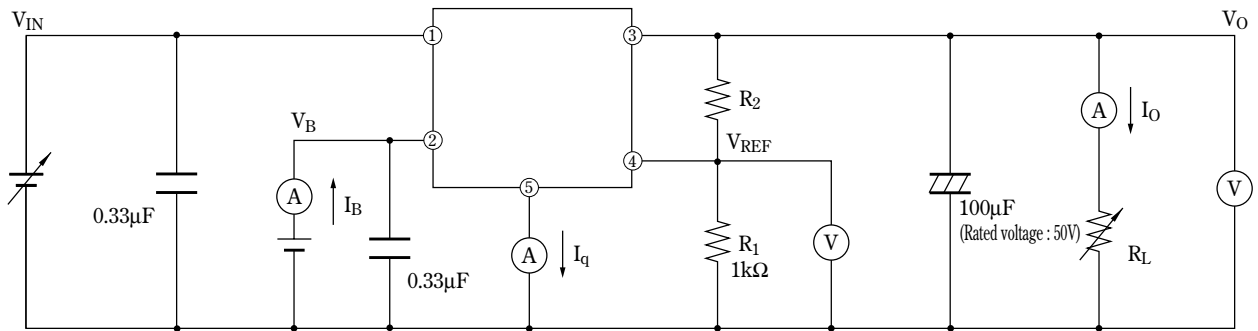 V_IN
V_O
①
③
A
I_O
R_2
V_B
②
V_REF
④
⑤
A
I_B
0.33μF
0.33μF
A
I_q
R_1
1kΩ
V
100μF
(Rated voltage : 50V)
R_L
V